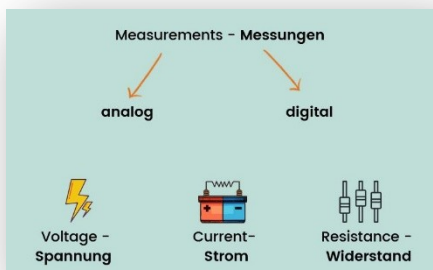 Measurements - Messungen
analog
digital
Voltage -
Spannung
Current-
Strom
Resistance -
Widerstand